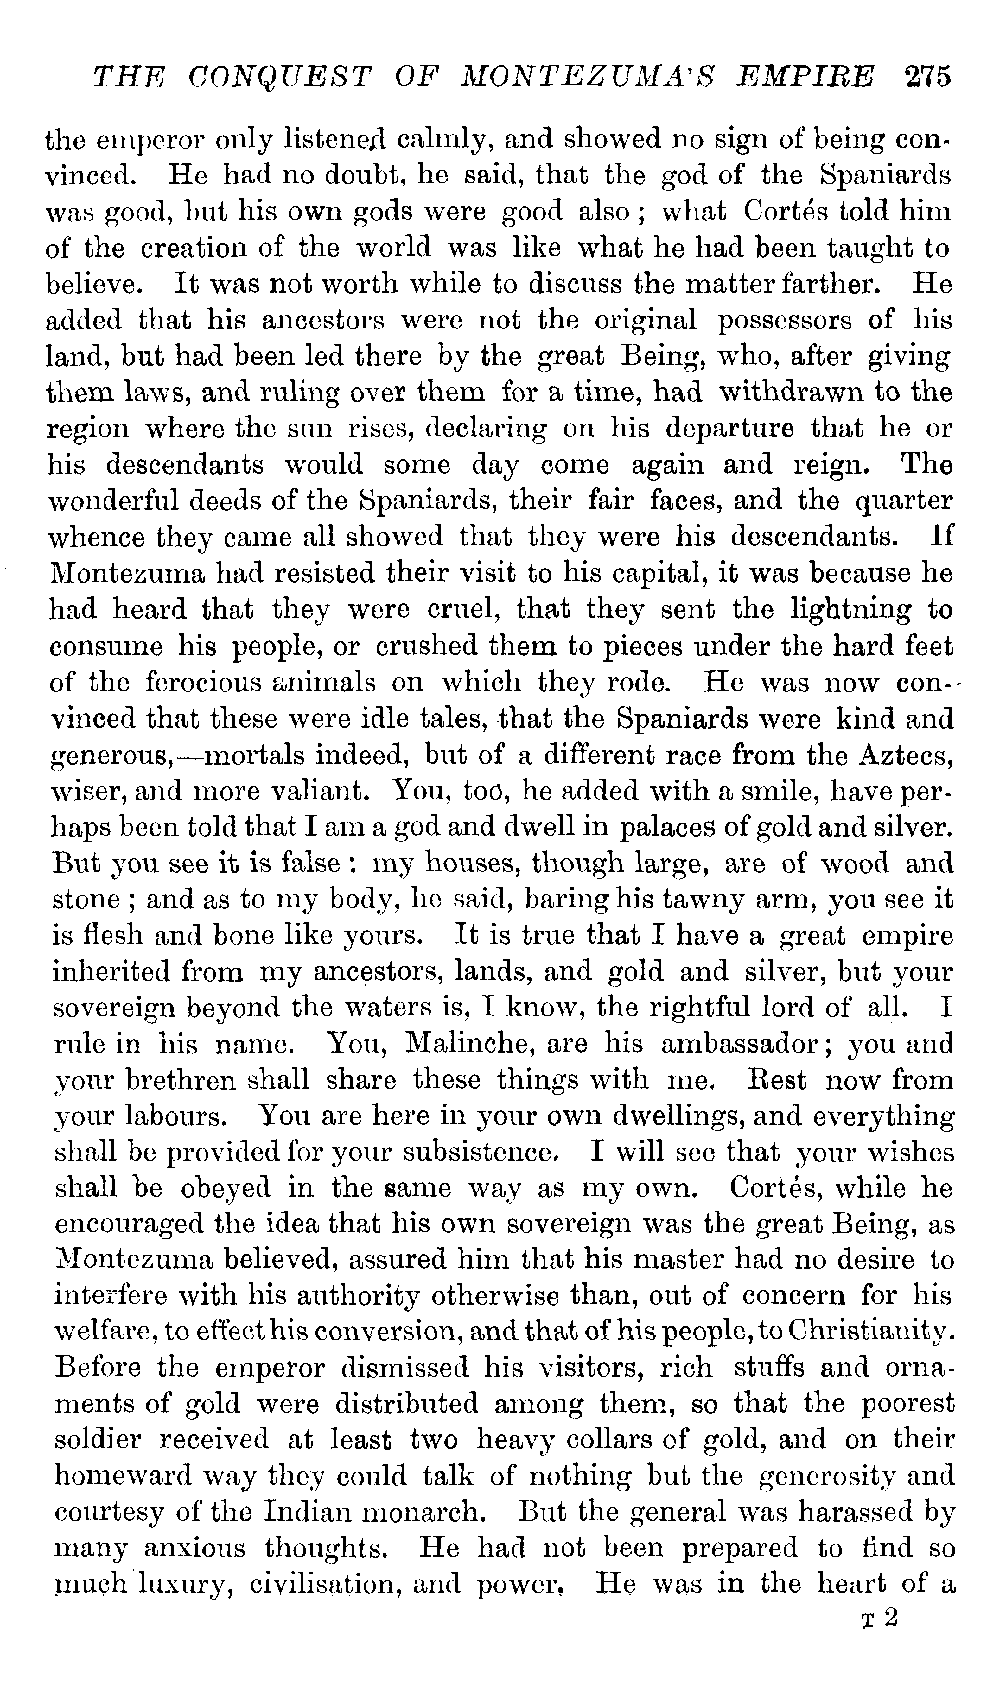 THE CONQUEST OF MONTEZUMA'S EMPIRE 275
the emperor only listened calmly, and showed no sign of being con-
vinced. He had no doubt, he said, that the god of the Spaniards
was good, but his own gods were good also ; what Cortés told him
of the creation of the world was like what he had been taught to
believe. It was not worth while to discuss the matter farther. He
added that his ancestors were not the original possessors of his
land, but had been led there by the great Being, who, after giving
them laws, and ruling over them for a time, had withdrawn to the
region where the sun rises, declaring on his departure that he or
his descendants would some day come again and reign. The
wonderful deeds of the Spaniards, their fair faces, and the quarter
whence they came all showed that they were his descendants. If
Montezuma had resisted their visit to his capital, it was because he
had heard that they were cruel, that they sent the lightning to
consume his people, or crushed them to pieces under the hard feet
of the ferocious animals on which they rode. He was now con-
vinced that these were idle tales, that the Spaniards were kind and
generous,—mortals indeed, but of a different race from the Aztecs,
wiser, and more valiant. You, too, he added with a smile, have per-
haps been told that I am a god and dwell in palaces of gold and silver.
But you see it is false : my houses, though large, are of wood and
stone ; and as to my body, he said, baring his tawny arm, you see it
is flesh and bone like yours. It is true that I have a great empire
inherited from my ancestors, lands, and gold and silver, but your
sovereign beyond the waters is, I know, the rightful lord of all. I
rule in his name. You, Malinche, are his ambassador ; you and
your brethren shall share these things with me. Rest now from
your labours. You are here in your own dwellings, and everything
shall be provided for your subsistence. I will see that your wishes
shall be obeyed in the same way as my own. Cortés, while he
encouraged the idea that his own sovereign was the great Being, as
Montezuma believed, assured him that his master had no desire to
interfere with his authority otherwise than, out of concern for his
welfare, to effect his conversion, and that of his people, to Christianity.
Before the emperor dismissed his visitors, rich stuffs and orna-
ments of gold were distributed among them, so that the poorest
soldier received at least two heavy collars of gold, and on their
homeward way they could talk of nothing but the generosity and
courtesy of the Indian monarch. But the general was harassed by
many anxious thoughts. He had not been prepared to find so
much luxury, civilisation, and power. He was in the heart of a
T 2